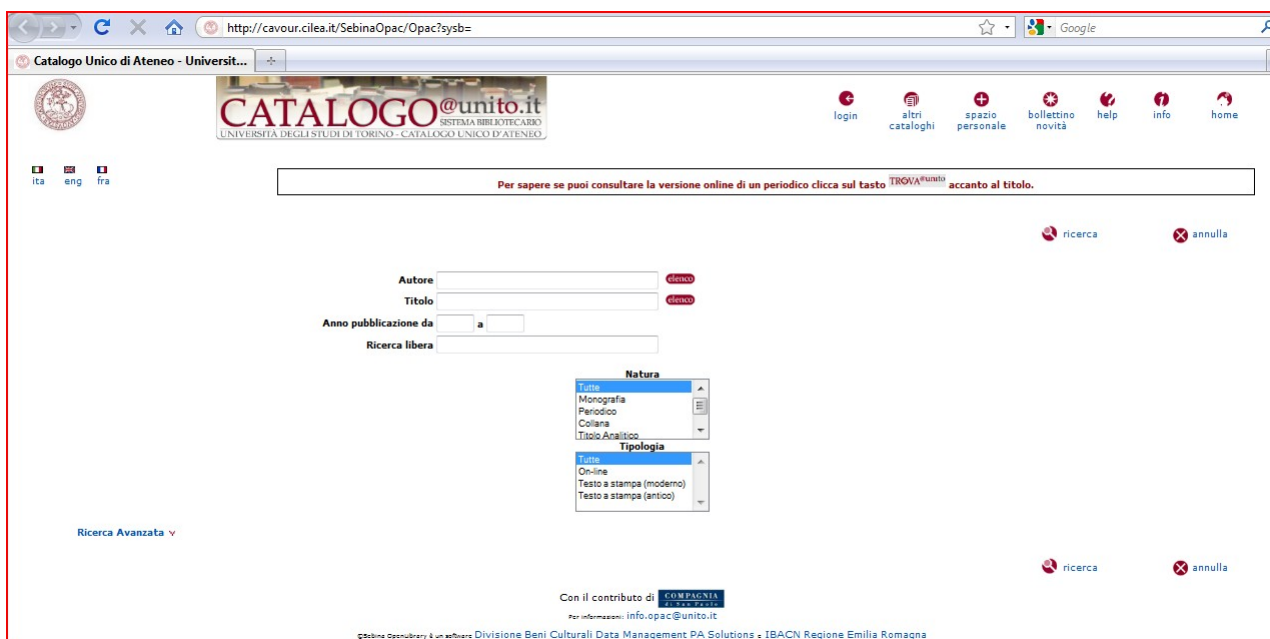 http://cavour.cilea.it/SebinaOpac/Opac?sysb=
Google
Catalogo Unico di Ateneo - Universit...
CATALOGO@unito.it
SISTEMA BIBLIOTECARIO
UNIVERSITÀ DEGLI STUDI DI TORINO - CATALOGO UNICO D'ATENEO
login
altri cataloghi
spazio personale
bollettino novità
help
info
home
ita eng fra
Per sapere se puoi consultare la versione online di un periodico clicca sul tasto TROVA@unito accanto al titolo.
ricerca annulla
Autore elenco
Titolo elenco
Anno pubblicazione da a
Ricerca libera
Natura
Tutte
Monografia
Periodico
Collana
Titolo Analitico
Tipologia
Tutte
On-line
Testo a stampa (moderno)
Testo a stampa (antico)
Ricerca Avanzata
ricerca annulla
Con il contributo di COMPAGNIA di San Paolo
Per informazioni: info.opac@unito.it
©Sebina OpenLibrary è un software Divisione Beni Culturali Data Management PA Solutions e IBACN Regione Emilia Romagna